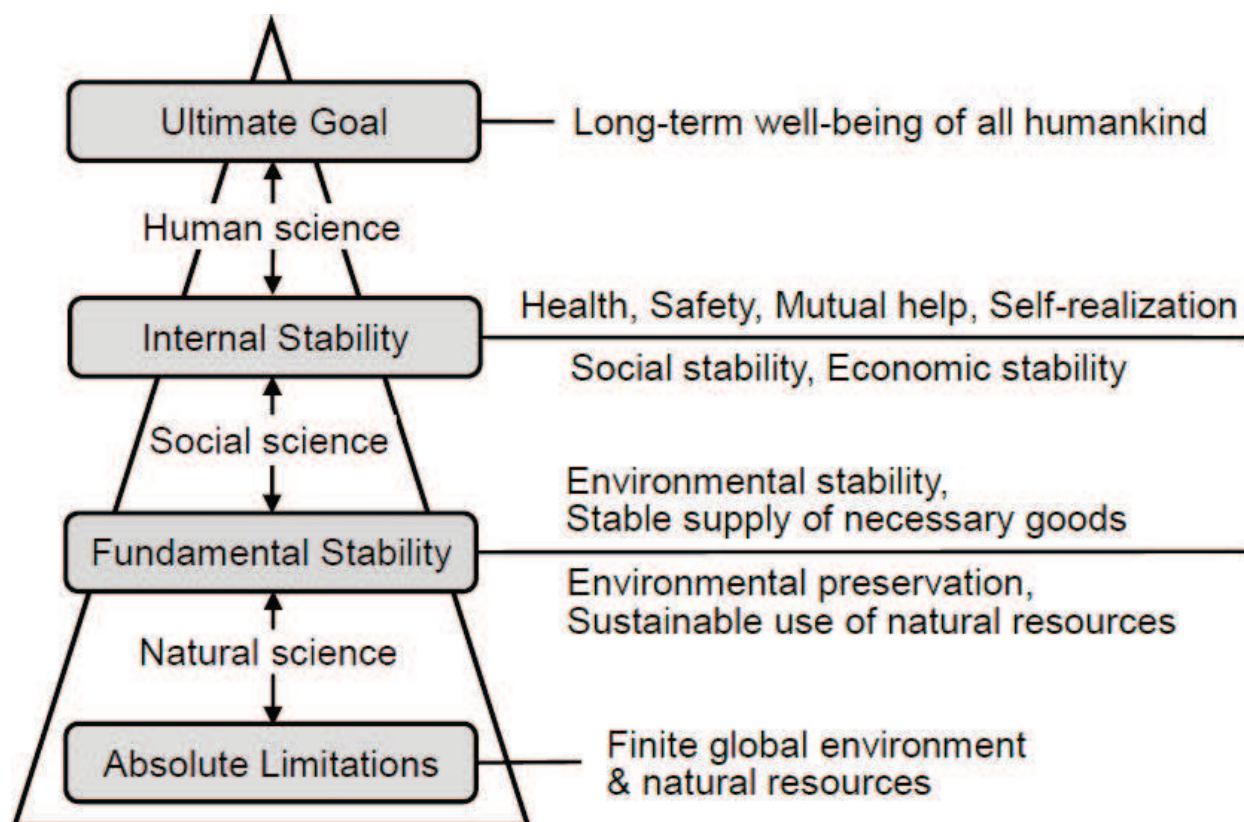 Ultimate Goal
Long-term well-being of all humankind
Human science
Internal Stability
Health, Safety, Mutual help, Self-realization
Social stability, Economic stability
Social science
Fundamental Stability
Environmental stability,
Stable supply of necessary goods
Environmental preservation,
Sustainable use of natural resources
Natural science
Absolute Limitations
Finite global environment
& natural resources